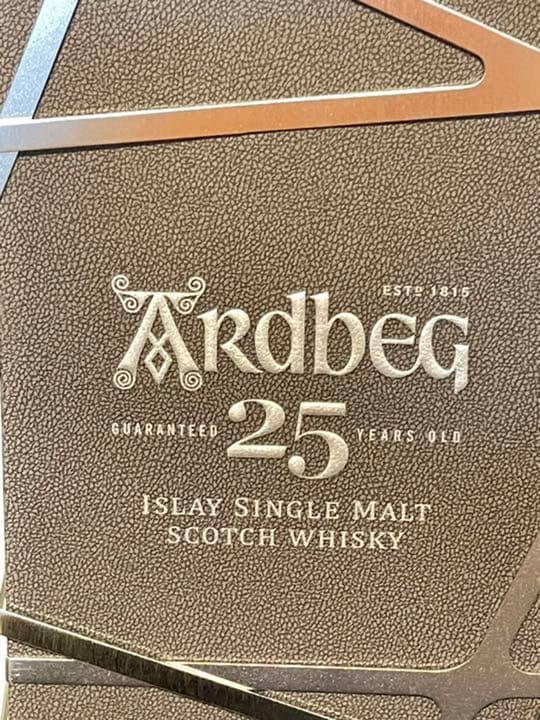 ESTD 1815
ARdbeg
GUARANTEED 25 YEARS OLD
ISLAY SINGLE MALT
SCOTCH WHISKY